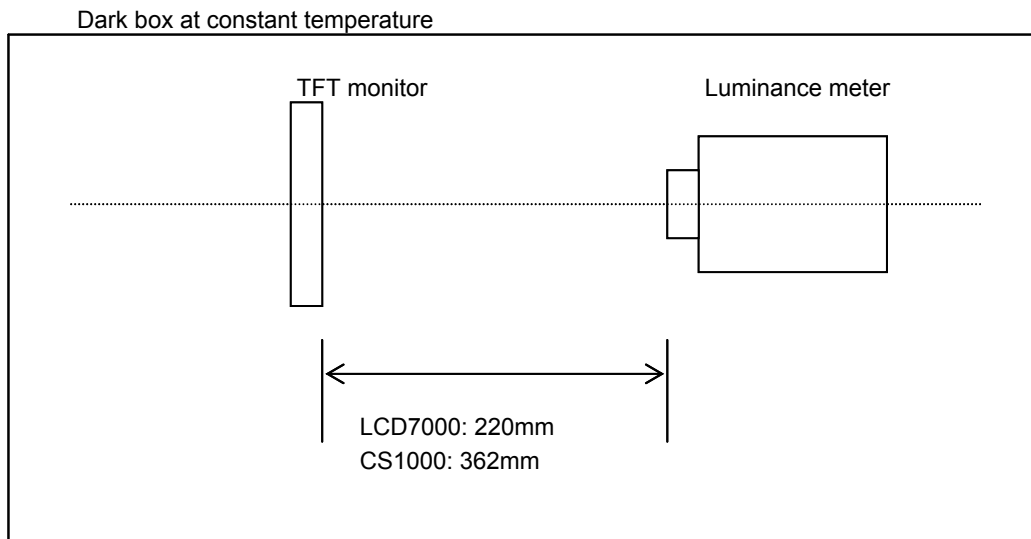 Dark box at constant temperature
TFT monitor
Luminance meter
LCD7000: 220mm
CS1000: 362mm